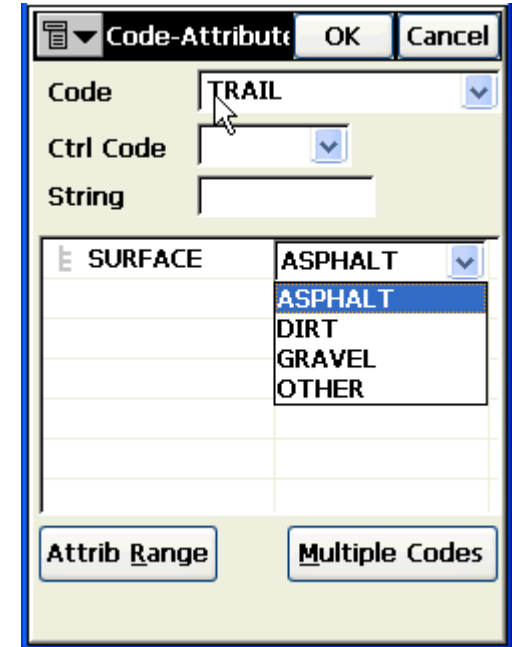 Code-Attribute OK Cancel
Code TRAIL
Ctrl Code
String
SURFACE ASPHALT
ASPHALT
DIRT
GRAVEL
OTHER
Attrib Range Multiple Codes